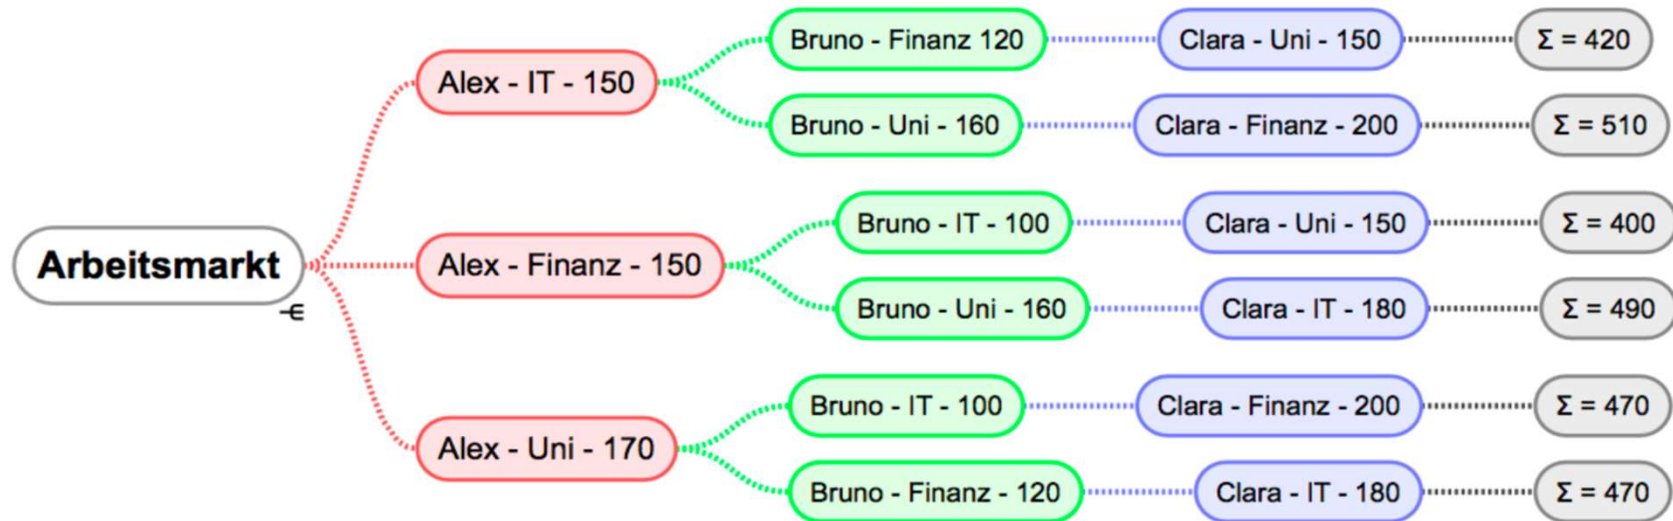 Arbeitsmarkt
Alex - IT - 150
Bruno - Finanz 120
Clara - Uni - 150
Σ = 420
Bruno - Uni - 160
Clara - Finanz - 200
Σ = 510
Alex - Finanz - 150
Bruno - IT - 100
Clara - Uni - 150
Σ = 400
Bruno - Uni - 160
Clara - IT - 180
Σ = 490
Alex - Uni - 170
Bruno - IT - 100
Clara - Finanz - 200
Σ = 470
Bruno - Finanz - 120
Clara - IT - 180
Σ = 470